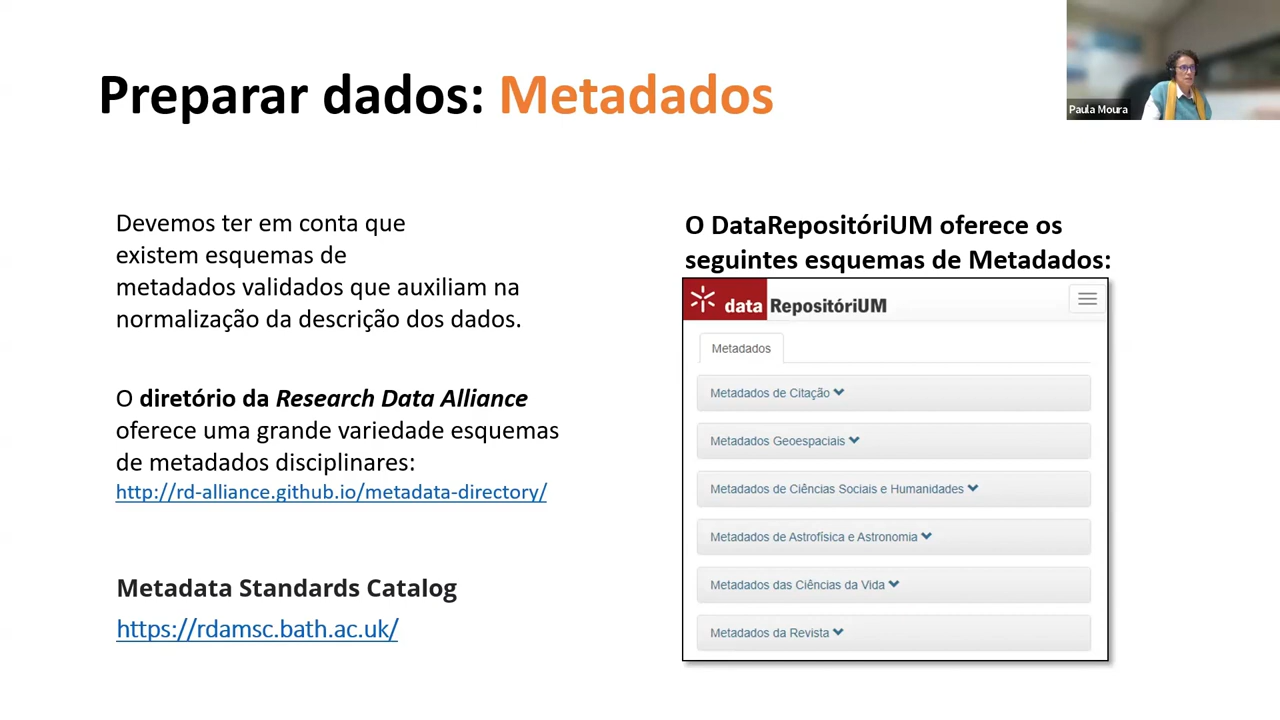 Preparar dados: Metadados
Paula Moura
Devemos ter em conta que
existem esquemas de
metadados validados que auxiliam na
normalização da descrição dos dados.
O diretório da Research Data Alliance
oferece uma grande variedade esquemas
de metadados disciplinares:
http://rd-alliance.github.io/metadata-directory/
Metadata Standards Catalog
https://rdamsc.bath.ac.uk/
O DataRepositóriUM oferece os
seguintes esquemas de Metadados:
data RepositóriUM
Metadados
Metadados de Citação
Metadados Geoespaciais
Metadados de Ciências Sociais e Humanidades
Metadados de Astrofísica e Astronomia
Metadados das Ciências da Vida
Metadados da Revista